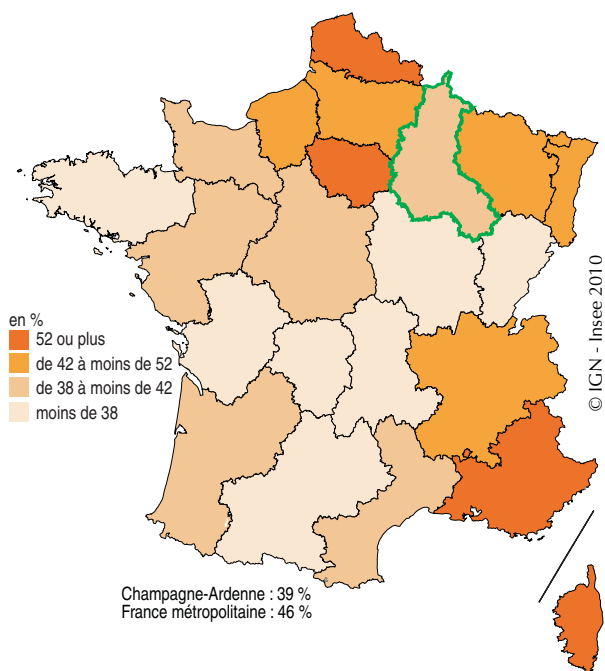 en %
52 ou plus
de 42 à moins de 52
de 38 à moins de 42
moins de 38
© IGN - Insee 2010
Champagne-Ardenne : 39 %
France métropolitaine : 46 %